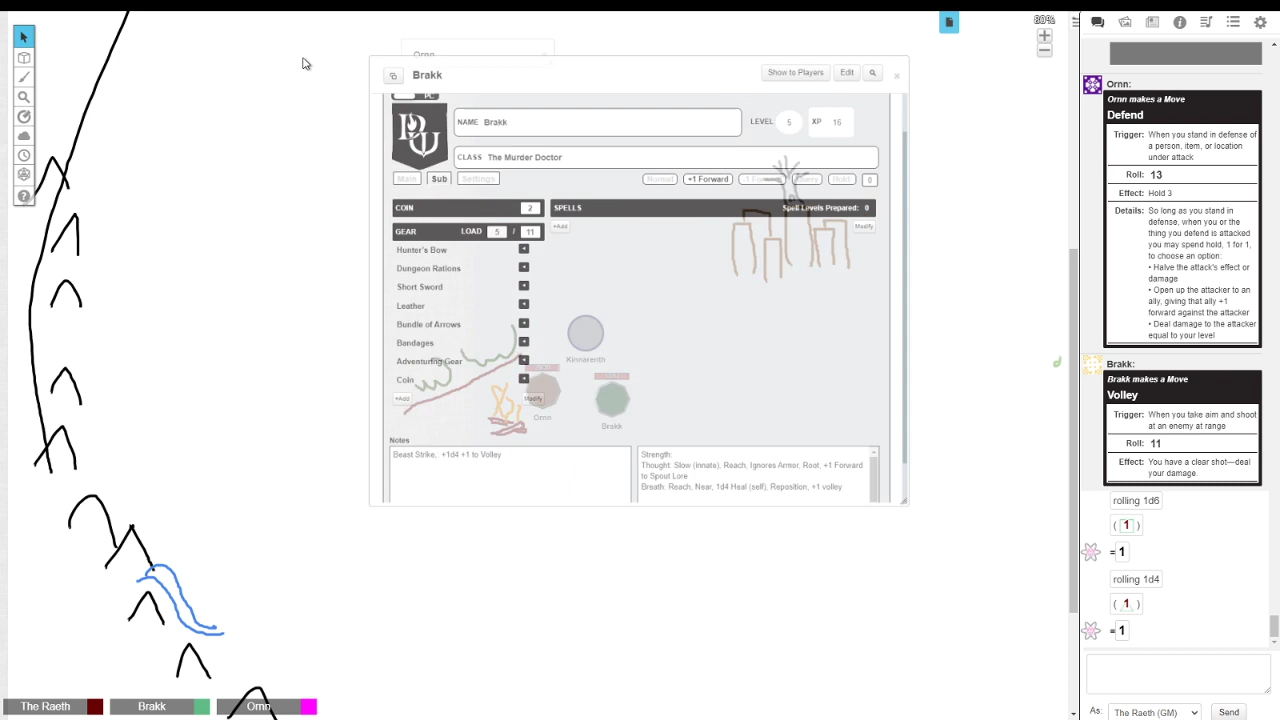 80%
Ornn
Brakk
Show to Players
Edit
PC
NAME Brakk
LEVEL 5
XP 16
CLASS The Murder Doctor
Main
Sub
Settings
Normal
+1 Forward
-1 Forward
Hold:
0
COIN 2
GEAR LOAD 5 / 11
Hunter's Bow
Dungeon Rations
Short Sword
Leather
Bundle of Arrows
Bandages
Adventuring Gear
Coin
+Add
Modify
SPELLS
Spell Levels Prepared: 0
+Add
Modify
Kinnarenth
Ornn
Brakk
Notes
Beast Strike, +1d4 +1 to Volley
Strength:
Thought: Slow (innate), Reach, Ignores Armor, Root, +1 Forward
to Spout Lore
Breath: Reach, Near, 1d4 Heal (self), Reposition, +1 volley
The Raeth
Brakk
Ornn
Ornn:
Ornn makes a Move
Defend
Trigger: When you stand in defense of
a person, item, or location
under attack
Roll: 13
Effect: Hold 3
Details: So long as you stand in
defense, when you or the
thing you defend is attacked
you may spend hold, 1 for 1,
to choose an option:
• Halve the attack's effect or
damage
• Open up the attacker to an
ally, giving that ally +1
forward against the attacker
• Deal damage to the attacker
equal to your level
Brakk:
Brakk makes a Move
Volley
Trigger: When you take aim and shoot
at an enemy at range
Roll: 11
Effect: You have a clear shot—deal
your damage.
rolling 1d6
( 1 )
= 1
rolling 1d4
( 1 )
= 1
As: The Raeth (GM)
Send